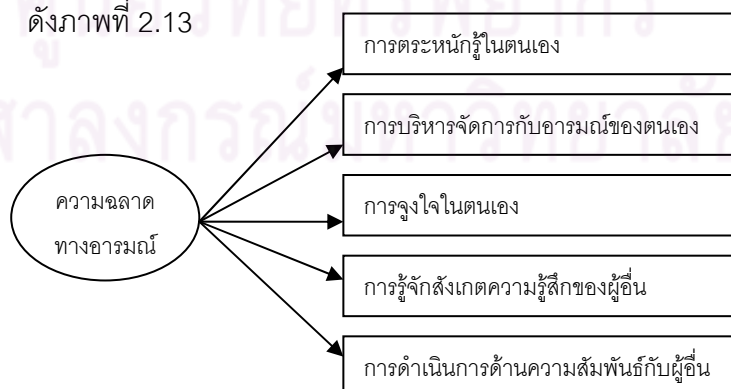 ดังภาพที่ 2.13
การตระหนักรู้ในตนเอง
การบริหารจัดการกับอารมณ์ของตนเอง
ความฉลาด
ทางอารมณ์
การจูงใจในตนเอง
การรู้จักสังเกตความรู้สึกของผู้อื่น
การดำเนินการด้านความสัมพันธ์กับผู้อื่น